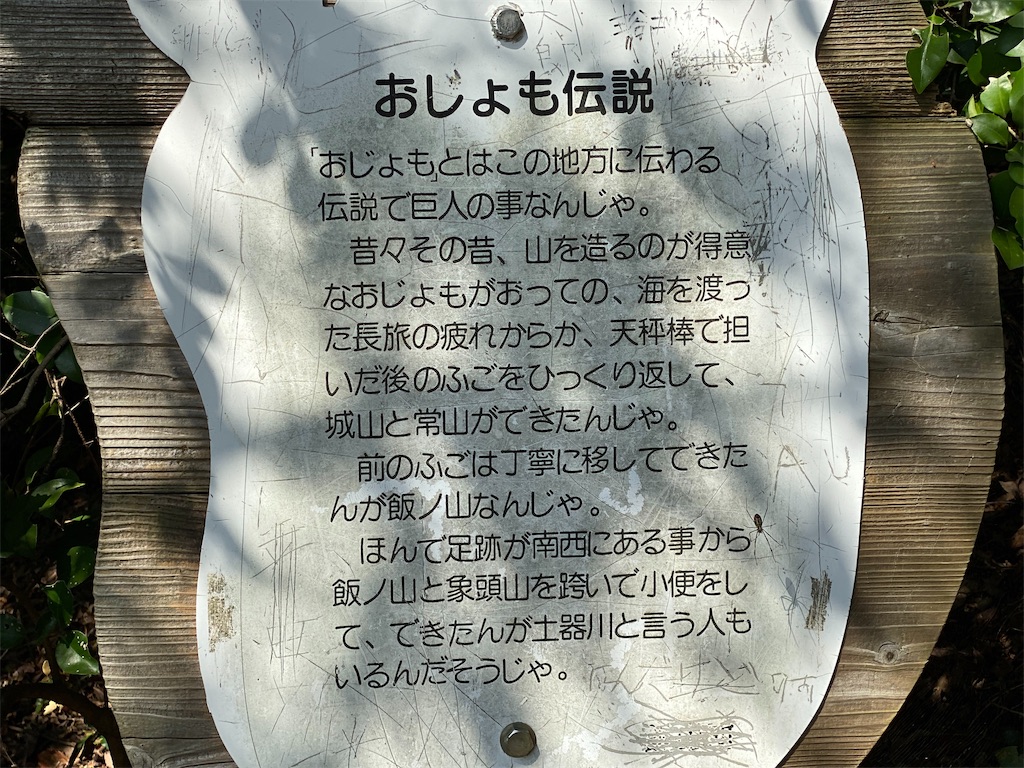 おじょも伝説
「おじょも」とはこの地方に伝わる
伝説で巨人の事なんじゃ。
昔々その昔、山を造るのが得意
なおじょもがおっての、海を渡っ
た長旅の疲れからか、天秤棒で担
いだ後のふごをひっくり返して、
城山と常山ができたんじゃ。
前のふごは丁寧に移してできた
んが飯ノ山なんじゃ。
ほんで足跡が南西にある事から
飯ノ山と象頭山を跨いで小便をし
て、できたんが土器川と言う人も
いるんだそうじゃ。